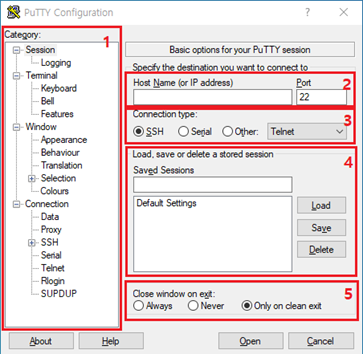 PuTTY Configuration
?
Category:
1
Session
Logging
Terminal
Keyboard
Bell
Features
Window
Appearance
Behaviour
Translation
Selection
Colours
Connection
Data
Proxy
SSH
Serial
Telnet
Rlogin
SUPDUP
Basic options for your PuTTY session
Specify the destination you want to connect to
Host Name (or IP address) Port 2
22
Connection type: 3
SSH Serial Other: Telnet
Load, save or delete a stored session 4
Saved Sessions
Default Settings
Load
Save
Delete
Close window on exit: 5
Always Never Only on clean exit
About Help Open Cancel